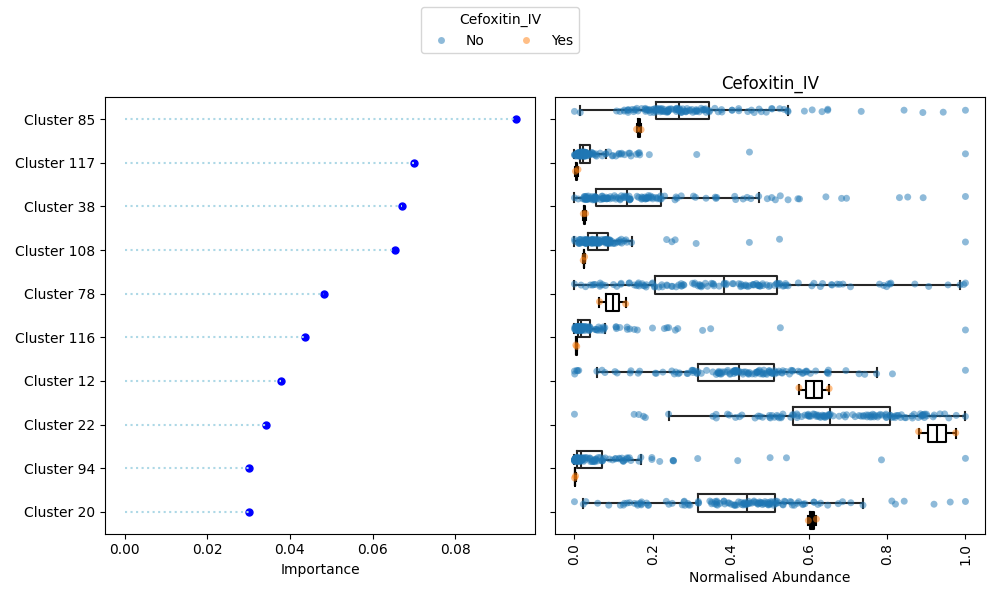 Cefoxitin_IV
No Yes
Cefoxitin_IV
Cluster 85
Cluster 117
Cluster 38
Cluster 108
Cluster 78
Cluster 116
Cluster 12
Cluster 22
Cluster 94
Cluster 20
0.00 0.02 0.04 0.06 0.08
Importance
0.0 0.2 0.4 0.6 0.8 1.0
Normalised Abundance